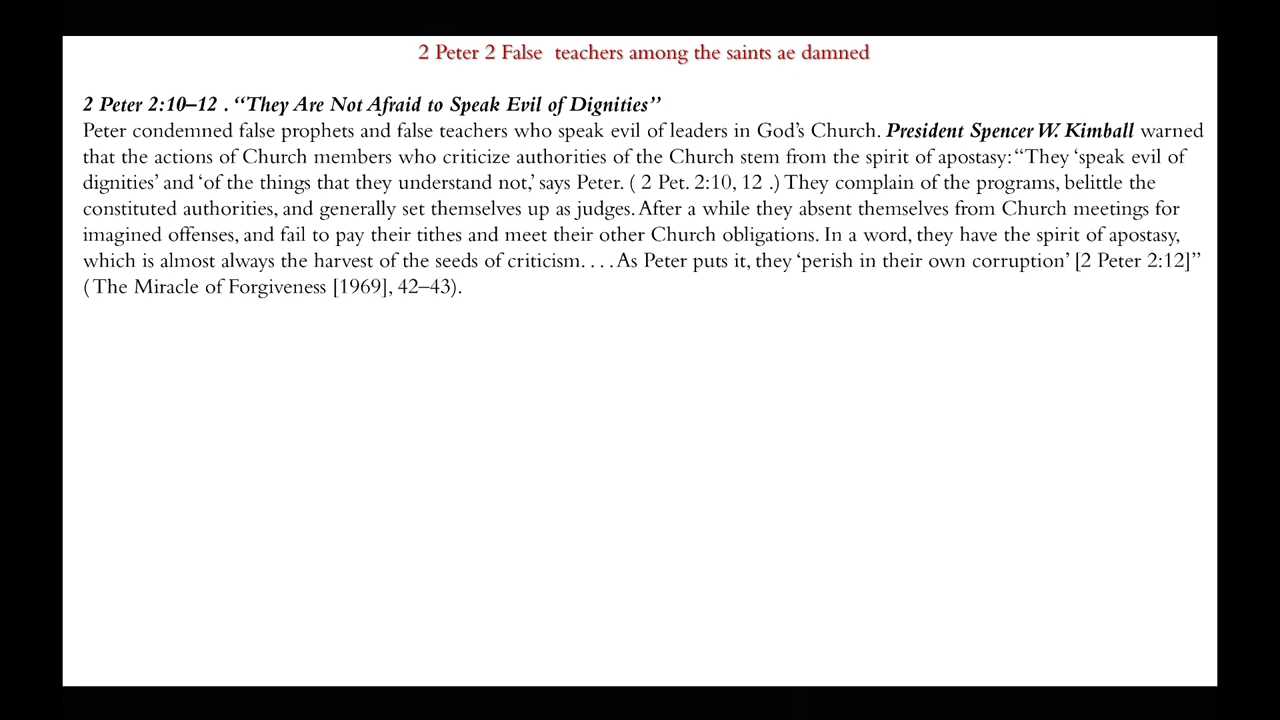 2 Peter 2 False  teachers among the saints ae damned
2 Peter 2:10–12 . “They Are Not Afraid to Speak Evil of Dignities”
Peter condemned false prophets and false teachers who speak evil of leaders in God’s Church. President Spencer W. Kimball warned
that the actions of Church members who criticize authorities of the Church stem from the spirit of apostasy: “They ‘speak evil of
dignities’ and ‘of the things that they understand not,’ says Peter. ( 2 Pet. 2:10, 12 .) They complain of the programs, belittle the
constituted authorities, and generally set themselves up as judges. After a while they absent themselves from Church meetings for
imagined offenses, and fail to pay their tithes and meet their other Church obligations. In a word, they have the spirit of apostasy,
which is almost always the harvest of the seeds of criticism. . . . As Peter puts it, they ‘perish in their own corruption’ [2 Peter 2:12]”
( The Miracle of Forgiveness [1969], 42–43).